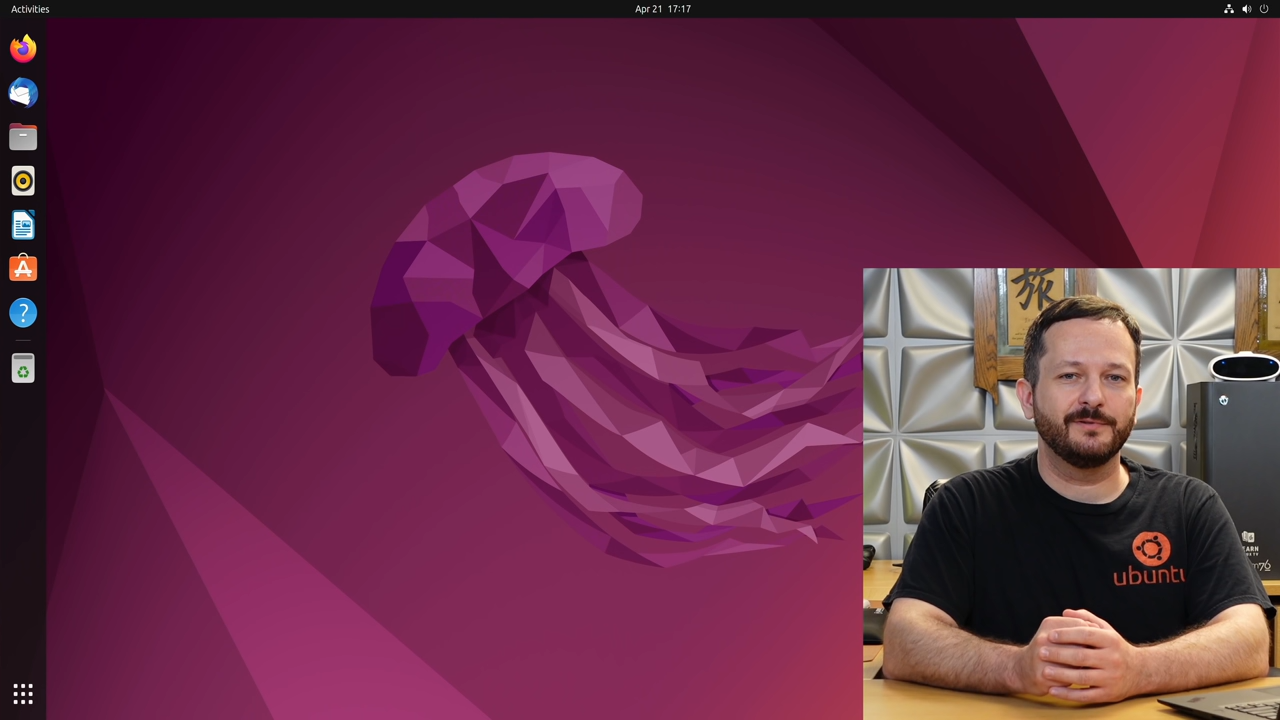 Activities
Apr 21 17:17
旅
ubuntu